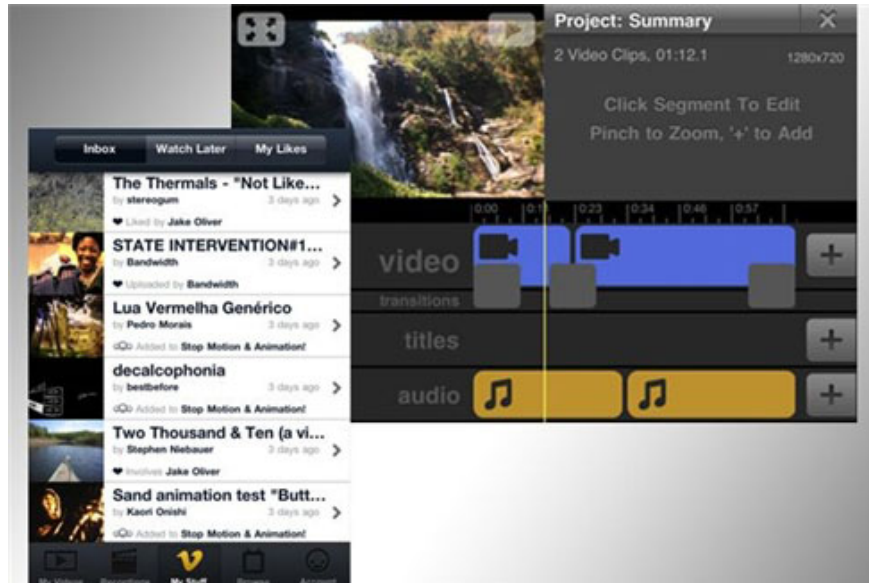 Project: Summary
2 Video Clips, 01:12.1
1280x720
Click Segment To Edit
Pinch to Zoom, '+' to Add
0:00 0:11 0:23 0:34 0:46 0:57
video
transitions
titles
audio
Inbox Watch Later My Likes
The Thermals - "Not Like...
by stereogum 3 days ago
Liked by Jake Oliver
STATE INTERVENTION#1...
by Bandwidth 3 days ago
Uploaded by Bandwidth
Lua Vermelha Genérico
by Pedro Morais 3 days ago
Added to Stop Motion & Animation!
decalcophonia
by bestbefore 3 days ago
Added to Stop Motion & Animation!
Two Thousand & Ten (a vi...
by Stephen Niebauer 3 days ago
Involves Jake Oliver
Sand animation test "Butt...
by Kaori Onishi 3 days ago
Added to Stop Motion & Animation!
My Stuff